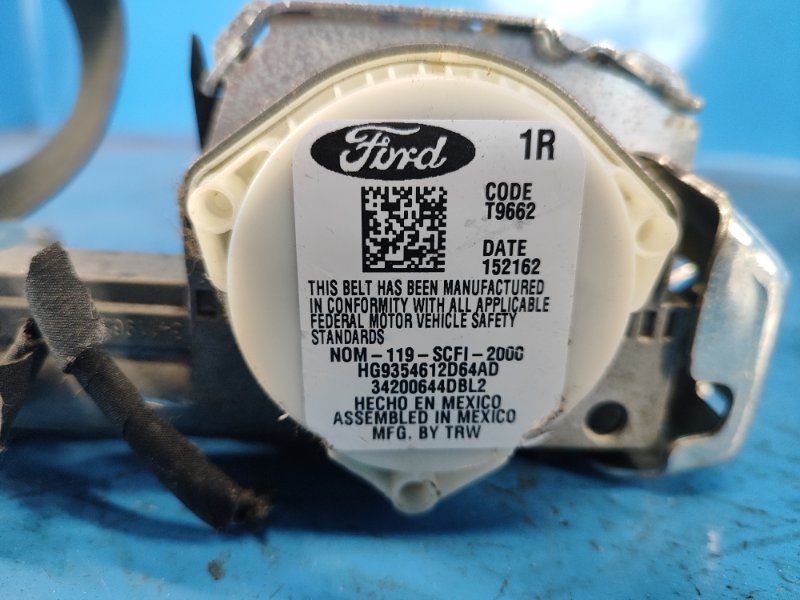 Ford
1R
CODE
T9662
DATE
152162
THIS BELT HAS BEEN MANUFACTURED
IN CONFORMITY WITH ALL APPLICABLE
FEDERAL MOTOR VEHICLE SAFETY
STANDARDS
NOM-119-SCFI-2000
HG9354612D64AD
34200644DBL2
HECHO EN MEXICO
ASSEMBLED IN MEXICO
MFG. BY TRW